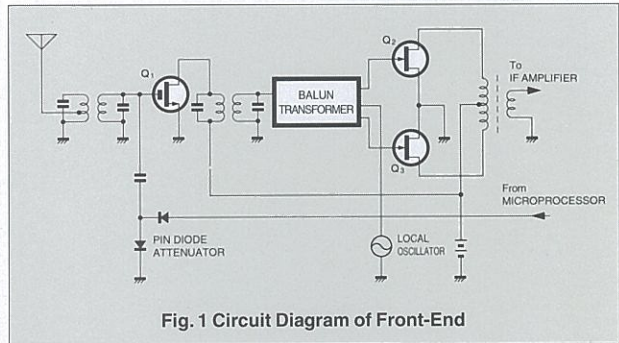 Q1
Q2
BALUN
TRANSFORMER
To
IF AMPLIFIER
Q3
From
MICROPROCESSOR
PIN DIODE
ATTENUATOR
LOCAL
OSCILLATOR
Fig. 1 Circuit Diagram of Front-End